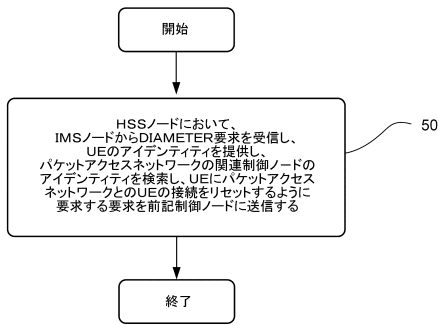 開始
HSSノードにおいて、
IMSノードからDIAMETER要求を受信し、
UEのアイデンティティを提供し、
パケットアクセスネットワークの関連制御ノードの
アイデンティティを検索し、UEにパケットアクセス
ネットワークとのUEの接続をリセットするように
要求する要求を前記制御ノードに送信する
50
終了